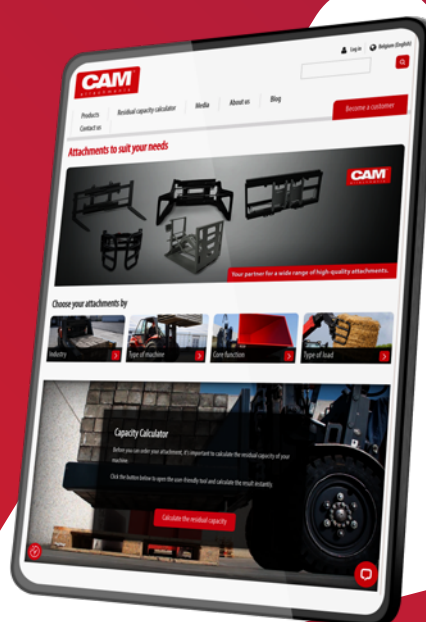 Log in
Belgium (English)
CAM
attachments
Products
Residual capacity calculator
Media
About us
Blog
Become a customer
Contact us
Attachments to suit your needs
CAM
attachments
Your partner for a wide range of high-quality attachments.
Choose your attachments by
Industry
Type of machine
Core function
Type of load
Capacity Calculator
Before you can order your attachment, it's important to calculate the residual capacity of your
machine.
Click the button below to open the user-friendly tool and calculate the result instantly.
Calculate the residual capacity